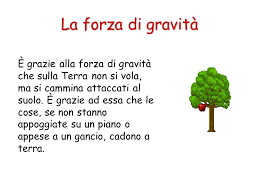 La forza di gravità
È grazie alla forza di gravità
che sulla Terra non si vola,
ma si cammina attaccati al
suolo. È grazie ad essa che le
cose, se non stanno
appoggiate su un piano o
appese a un gancio, cadono a
terra.